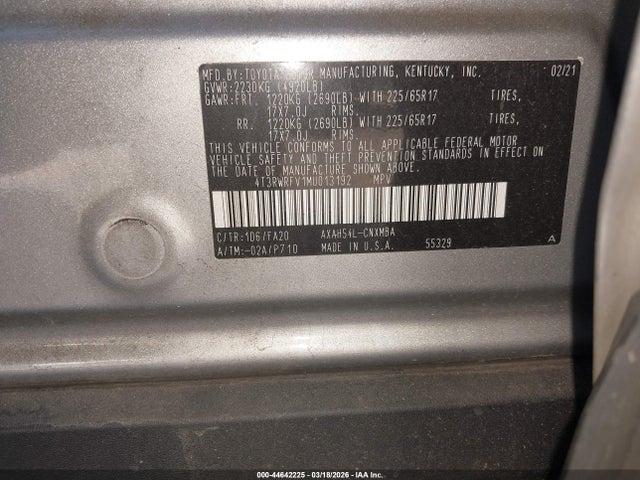 MFD.BY:TOYOTA MOTOR MANUFACTURING, KENTUCKY, INC. 02/21
GVWR:2230KG (4920LB)
GAWR:FRT. 1220KG (2690LB) WITH 225/65R17 TIRES,
17X7.0J RIMS.
RR. 1220KG (2690LB) WITH 225/65R17 TIRES,
17X7.0J RIMS.
THIS VEHICLE CONFORMS TO ALL APPLICABLE FEDERAL MOTOR
VEHICLE SAFETY AND THEFT PREVENTION STANDARDS IN EFFECT ON
THE DATE OF MANUFACTURE SHOWN ABOVE.
4T3RWRFV1MU013192 MPV
C/TR:1D6/FA20 AXAH54L-CNXMBA
A/TM:-02A/P710 MADE IN U.S.A. 55329 A
000-44642225 - 03/18/2026 - IAA Inc.